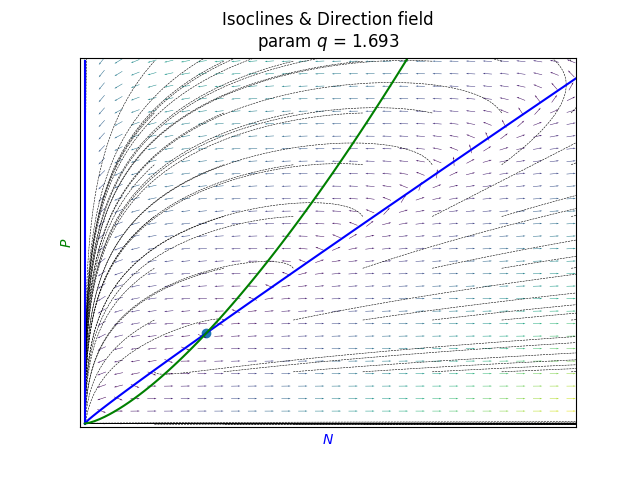 Isoclines & Direction field
param q = 1.693
P
N